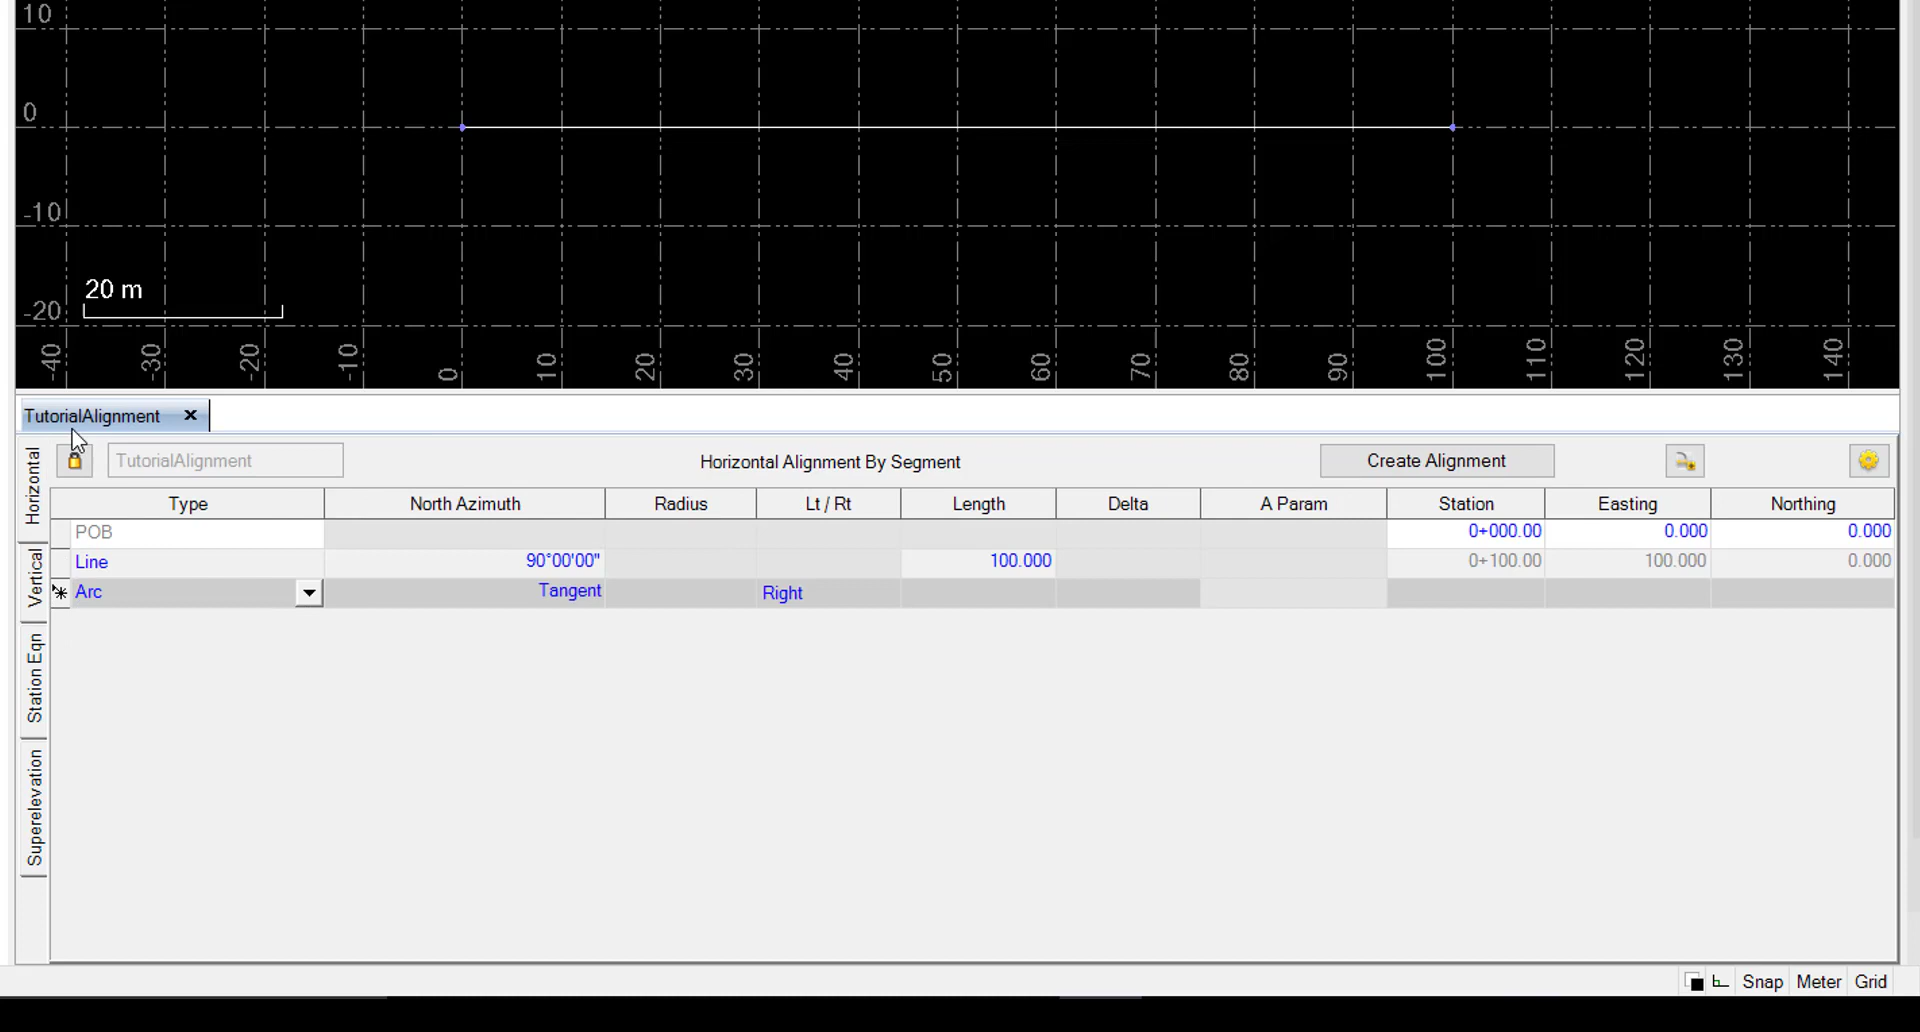 10
0
-10
-20
20 m
-40 -30 -20 -10 0 10 20 30 40 50 60 70 80 90 100 110 120 130 140
TutorialAlignment
TutorialAlignment Horizontal Alignment By Segment Create Alignment
Horizontal
Vertical
Station Eqn
Superelevation
Type North Azimuth Radius Lt / Rt Length Delta A Param Station Easting Northing
POB 0+000.00 0.000 0.000
Line 90°00'00" 100.000 0+100.00 100.000 0.000
Arc Tangent Right
Snap Meter Grid